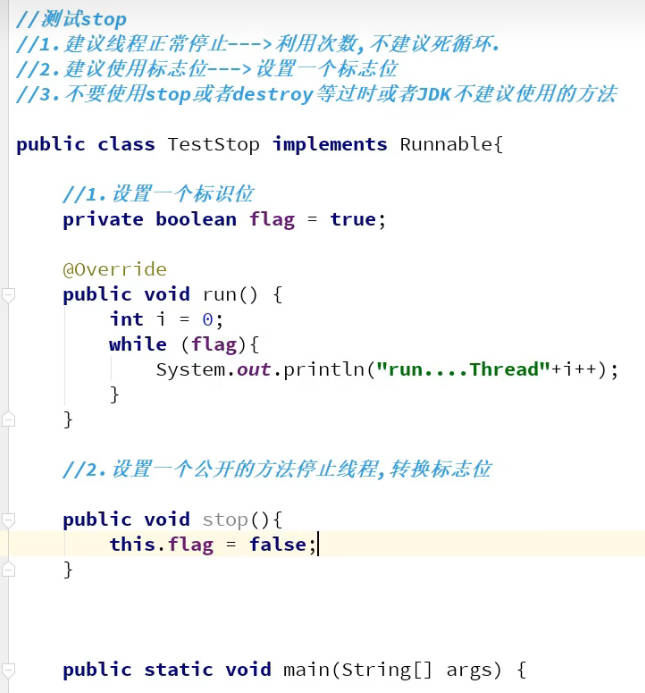 //测试stop
//1.建议线程正常停止--->利用次数,不建议死循环.
//2.建议使用标志位--->设置一个标志位
//3.不要使用stop或者destroy等过时或者JDK不建议使用的方法
public class TestStop implements Runnable{
//1.设置一个标识位
private boolean flag = true;
@Override
public void run() {
int i = 0;
while (flag){
System.out.println("run....Thread"+i++);
}
}
//2.设置一个公开的方法停止线程,转换标志位
public void stop(){
this.flag = false;
}
public static void main(String[] args) {